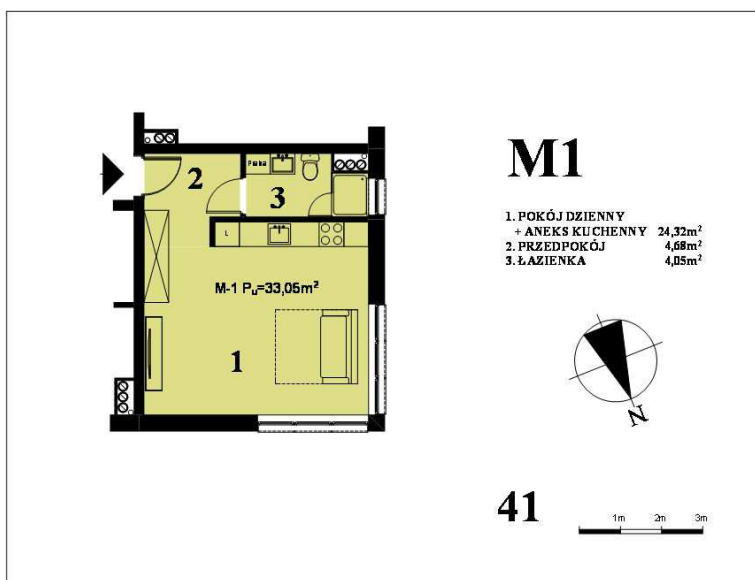 M1
1. POKÓJ DZIENNY
+ ANEKS KUCHENNY 24,32m²
2. PRZEDPOKÓJ 4,68m²
3. ŁAZIENKA 4,05m²
2
Pralka
3
L
M-1 Pᵤ=33,05m²
1
N
41
1m 2m 3m